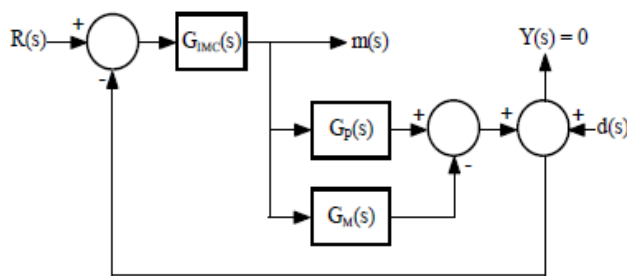 R(s)
+
-
G_IMC(s)
m(s)
Y(s) = 0
G_p(s)
+
-
+
+
d(s)
G_M(s)